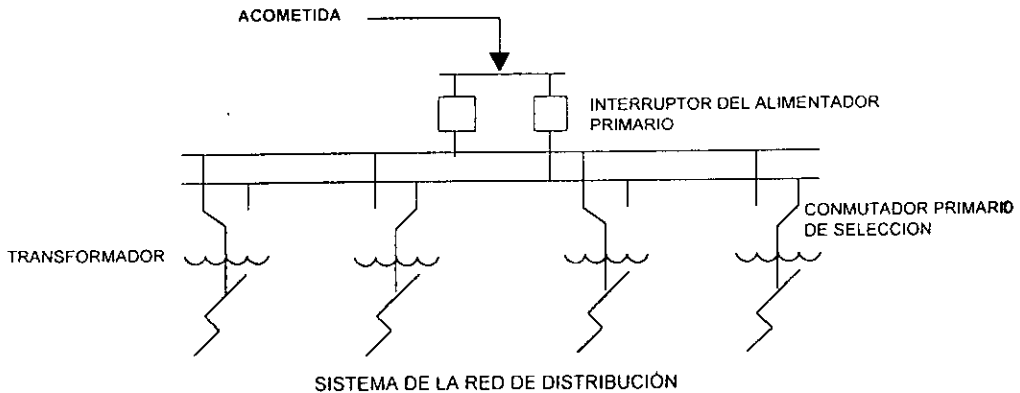 ACOMETIDA
INTERRUPTOR DEL ALIMENTADOR
PRIMARIO
CONMUTADOR PRIMARIO
DE SELECCION
TRANSFORMADOR
SISTEMA DE LA RED DE DISTRIBUCIÓN